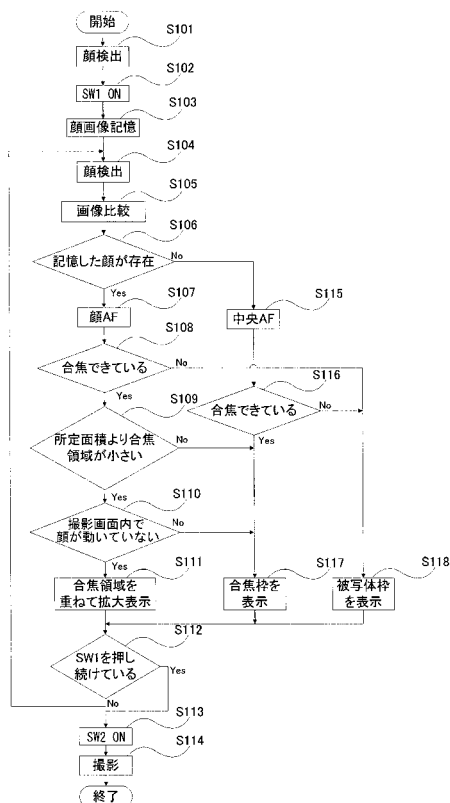 開始
S101
顔検出
S102
SW1 ON
S103
顔画像記憶
S104
顔検出
S105
画像比較
S106
記憶した顔が存在
No
Yes
S107
顔AF
S115
中央AF
S108
合焦できている
No
Yes
S116
合焦できている
No
Yes
S109
所定面積より合焦
領域が小さい
No
Yes
S110
撮影画面内で
顔が動いていない
No
Yes
S111
合焦領域を
重ねて拡大表示
S117
合焦枠を
表示
S118
被写体枠
を表示
S112
SW1を押し
続けている
Yes
No
S113
SW2 ON
S114
撮影
終了